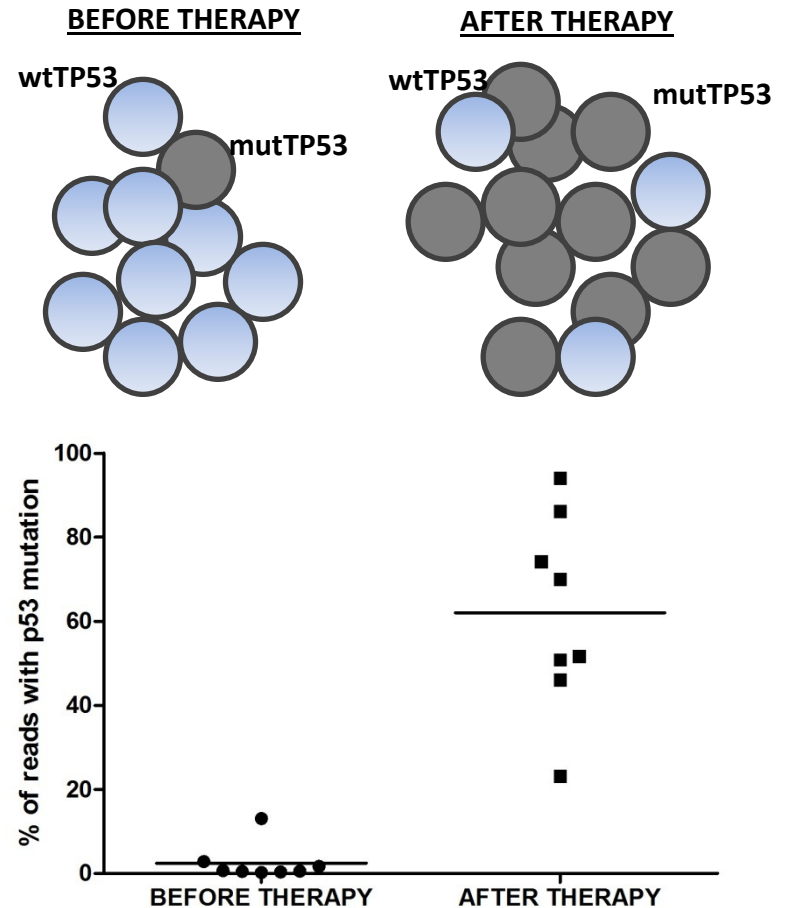 BEFORE THERAPY
AFTER THERAPY
wtTP53
mutTP53
wtTP53
mutTP53
% of reads with p53 mutation
100
80
60
40
20
0
BEFORE THERAPY
AFTER THERAPY